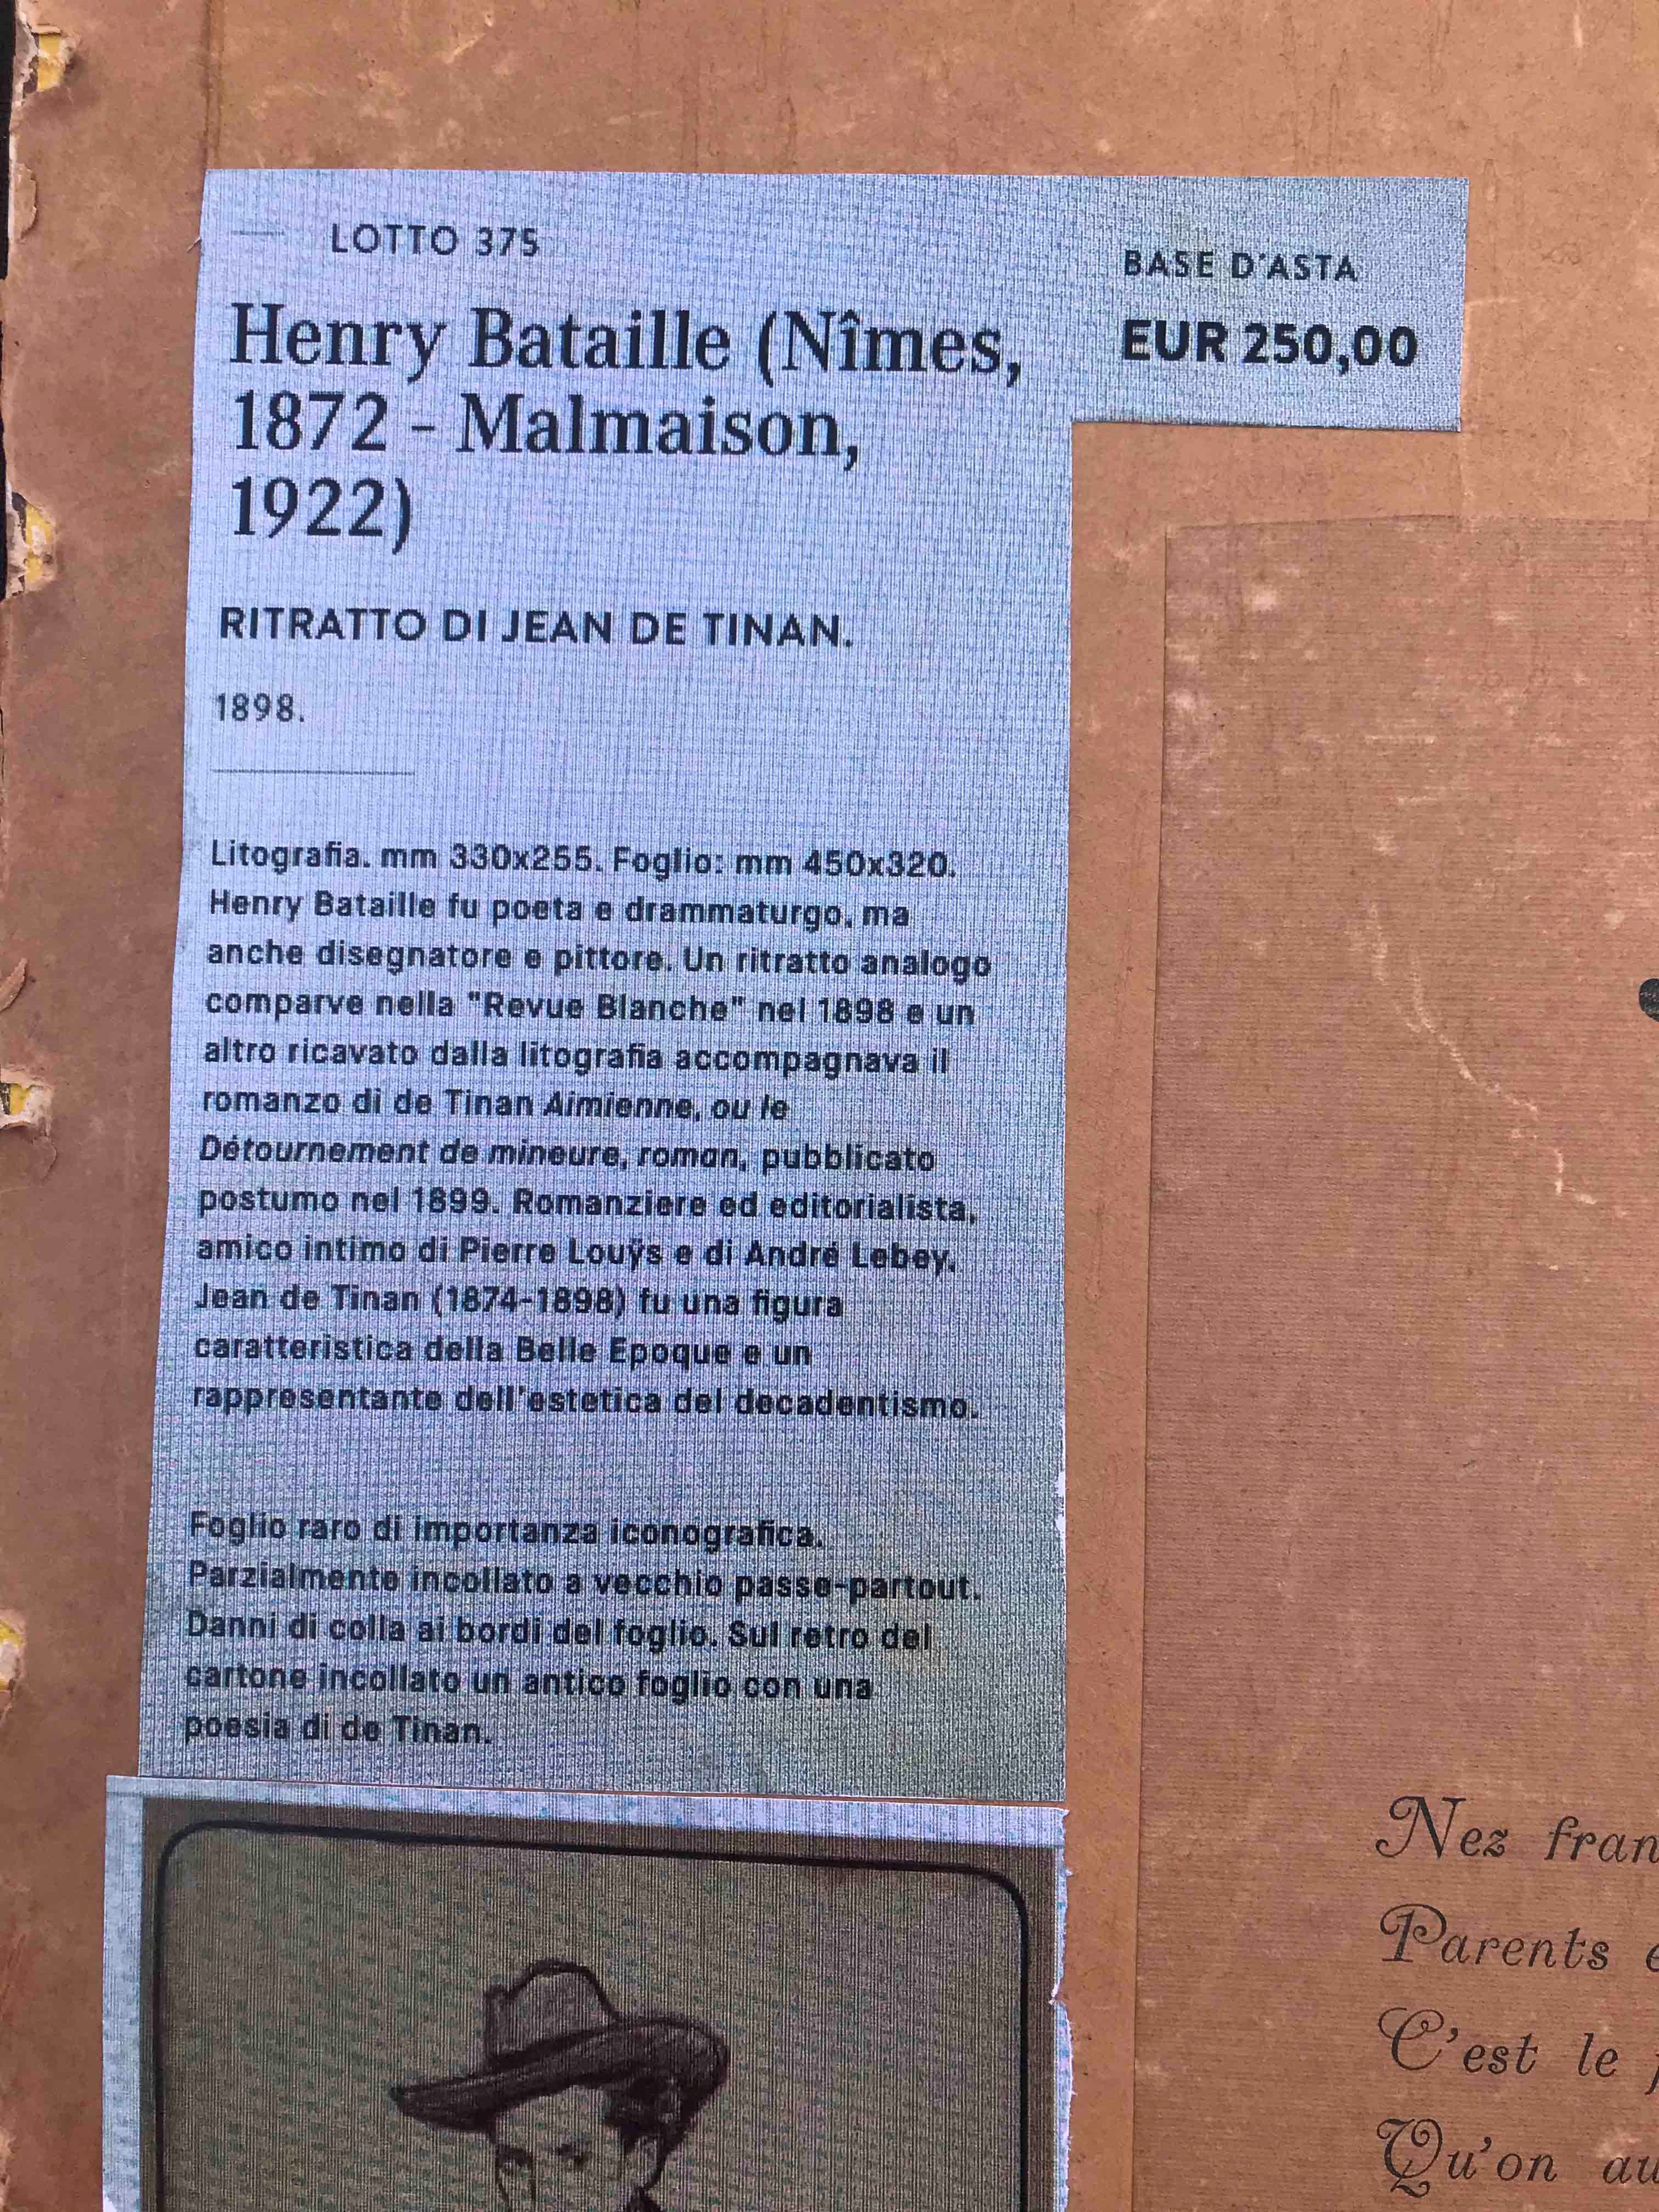 LOTTO 375
BASE D'ASTA
EUR 250,00
Henry Bataille (Nîmes,
1872 - Malmaison,
1922)
RITRATTO DI JEAN DE TINAN.
1898.
Litografia. mm 330x255. Foglio: mm 450x320.
Henry Bataille fu poeta e drammaturgo, ma
anche disegnatore e pittore. Un ritratto analogo
comparve nella "Revue Blanche" nel 1898 e un
altro ricavato dalla litografia accompagnava il
romanzo di de Tinan Aimienne, ou le
Détournement de mineure, roman, pubblicato
postumo nel 1899. Romanziere ed editorialista,
amico intimo di Pierre Louÿs e di André Lebey,
Jean de Tinan (1874-1898) fu una figura
caratteristica della Belle Epoque e un
rappresentante dell'estetica del decadentismo.
Foglio raro di importanza iconografica.
Parzialmente incollato a vecchio passe-partout.
Danni di colla ai bordi del foglio. Sul retro del
cartone incollato un antico foglio con una
poesia di de Tinan.
Nez fran
Parents
C'est le
Qu'on au